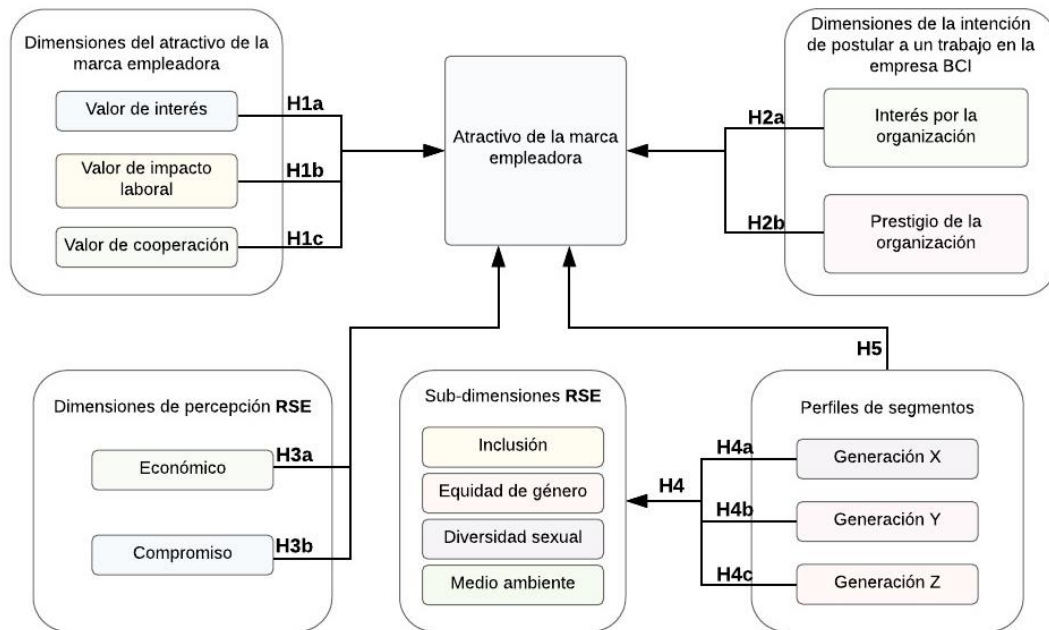 Dimensiones del atractivo de la
marca empleadora
Valor de interés
Valor de impacto
laboral
Valor de cooperación
H1a
H1b
H1c
Atractivo de la marca
empleadora
Dimensiones de la intención
de postular a un trabajo en la
empresa BCI
Interés por la
organización
Prestigio de la
organización
H2a
H2b
Dimensiones de percepción RSE
Económico
Compromiso
H3a
H3b
Sub-dimensiones RSE
Inclusión
Equidad de género
Diversidad sexual
Medio ambiente
H4
H5
Perfiles de segmentos
H4a
Generación X
H4b
Generación Y
H4c
Generación Z